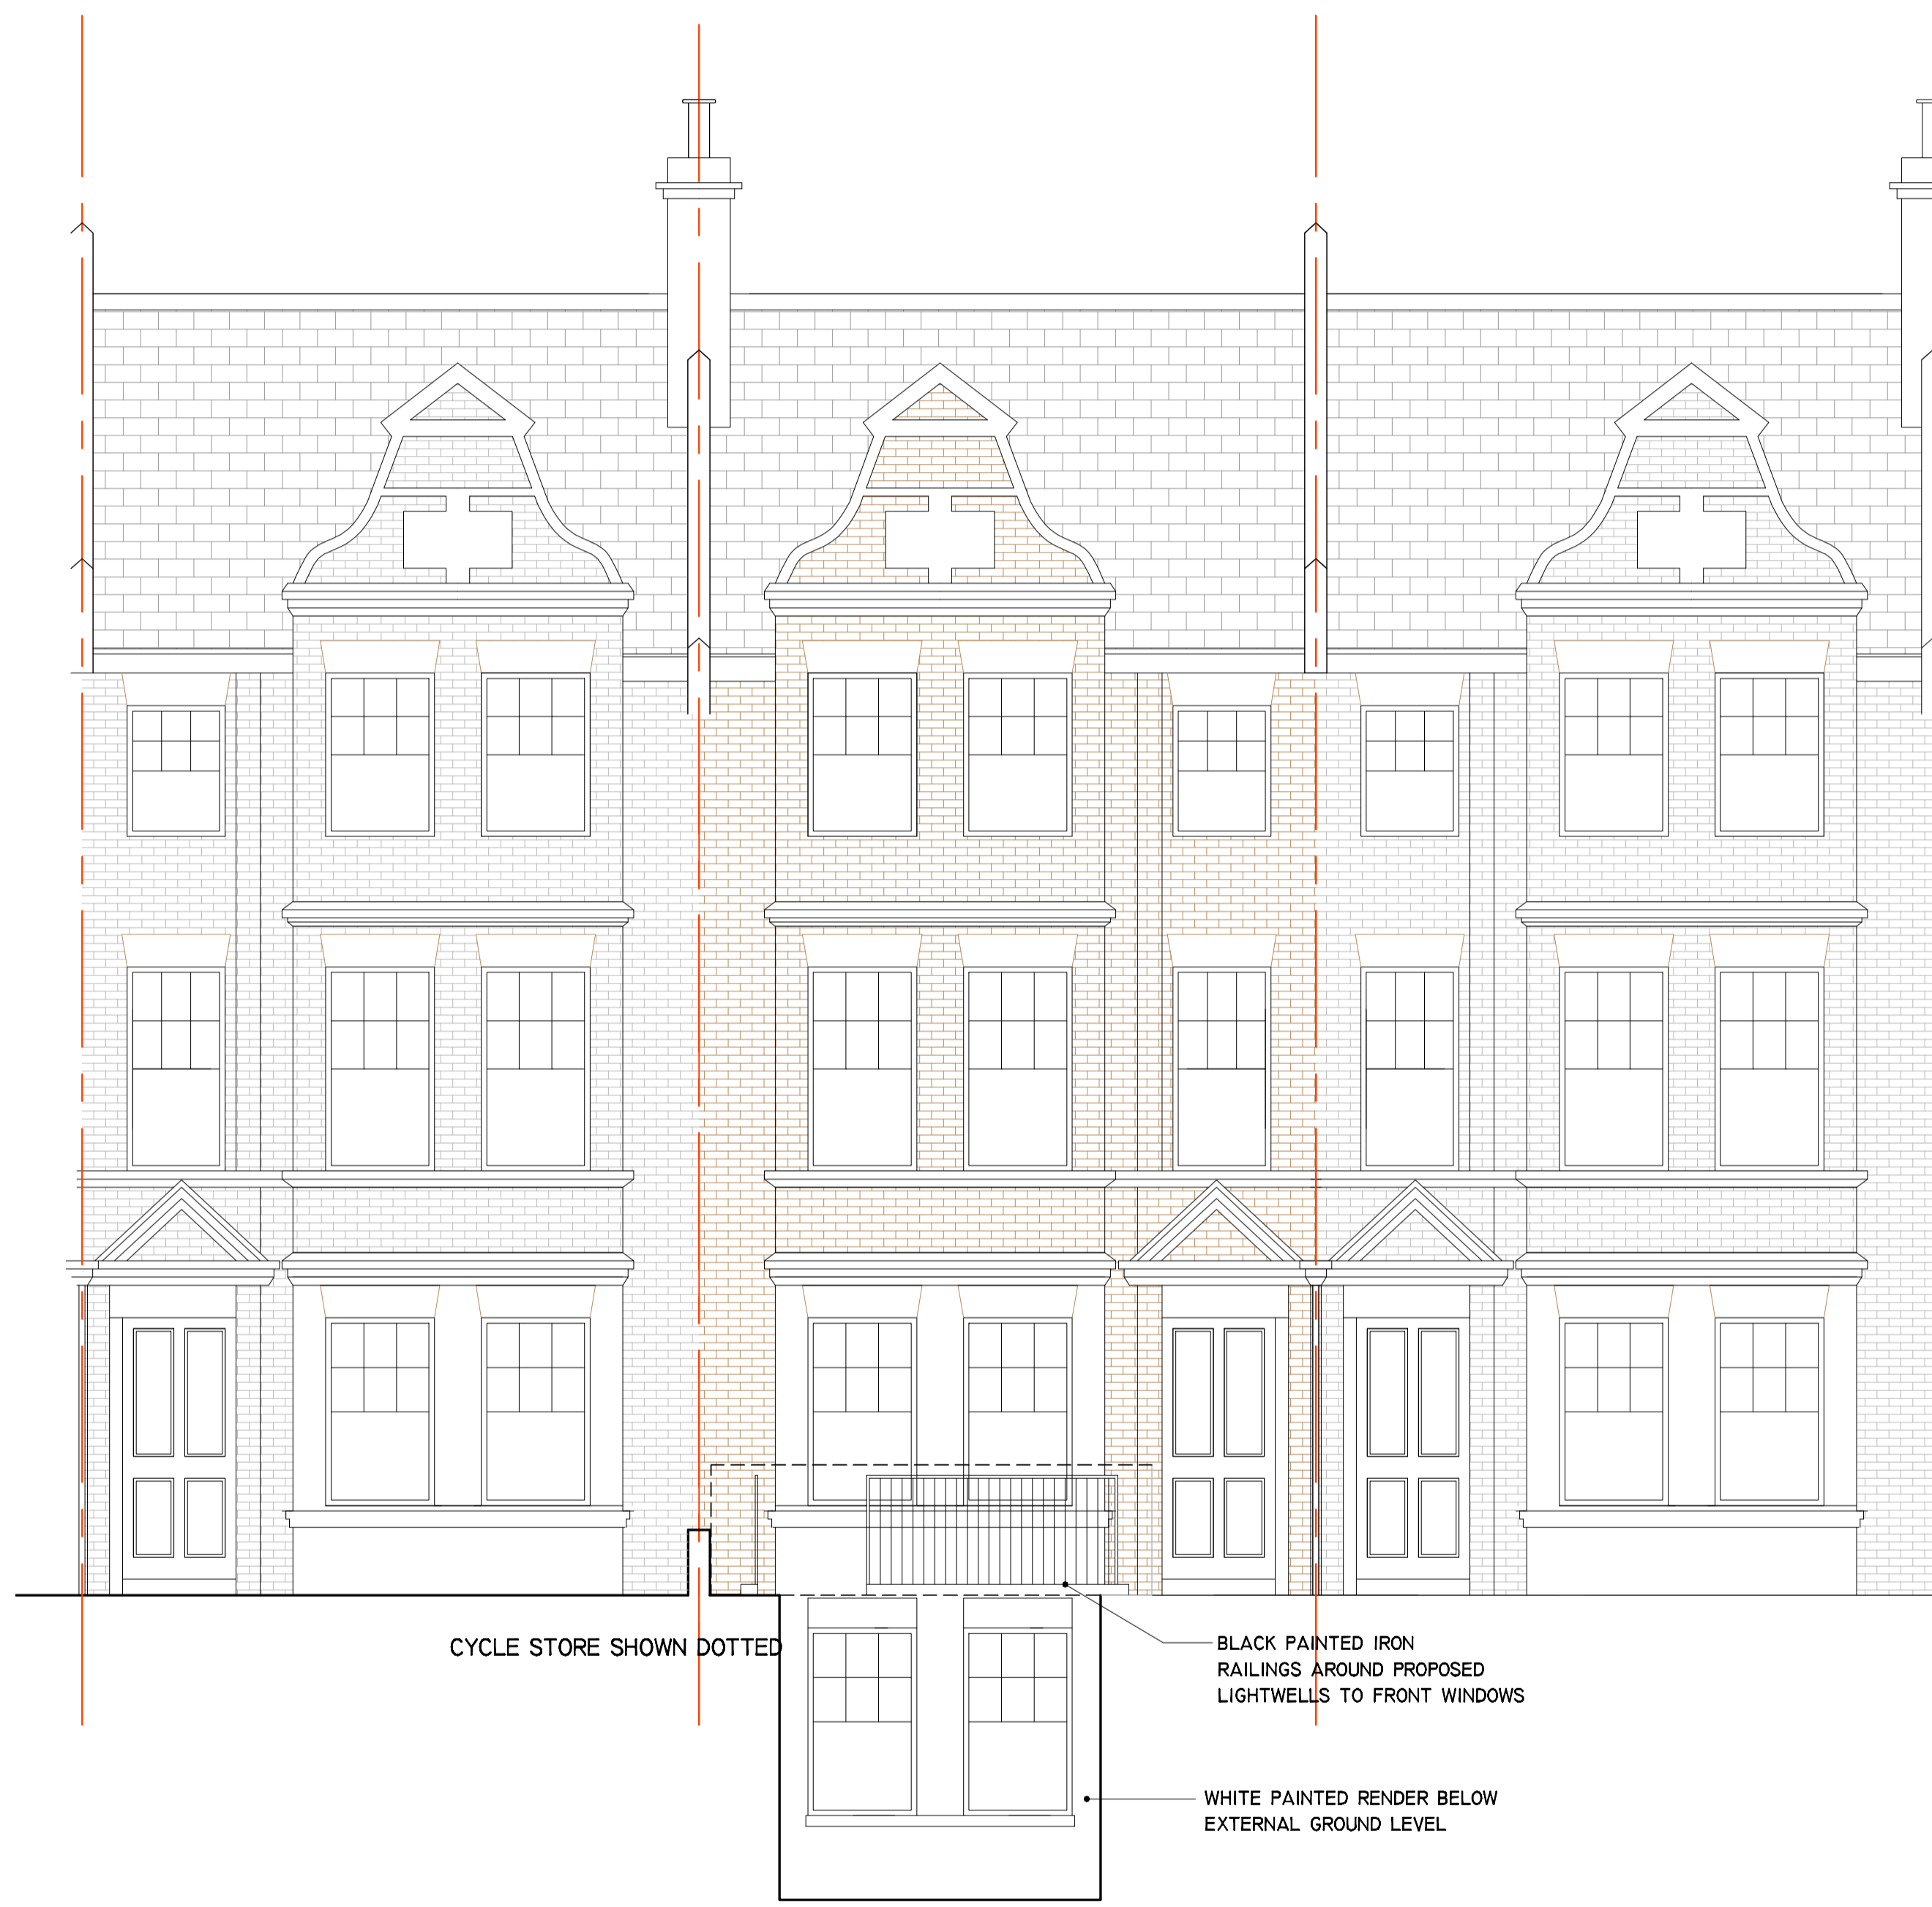 CYCLE STORE SHOWN DOTTED
BLACK PAINTED IRON
RAILINGS AROUND PROPOSED
LIGHTWELLS TO FRONT WINDOWS
WHITE PAINTED RENDER BELOW
EXTERNAL GROUND LEVEL